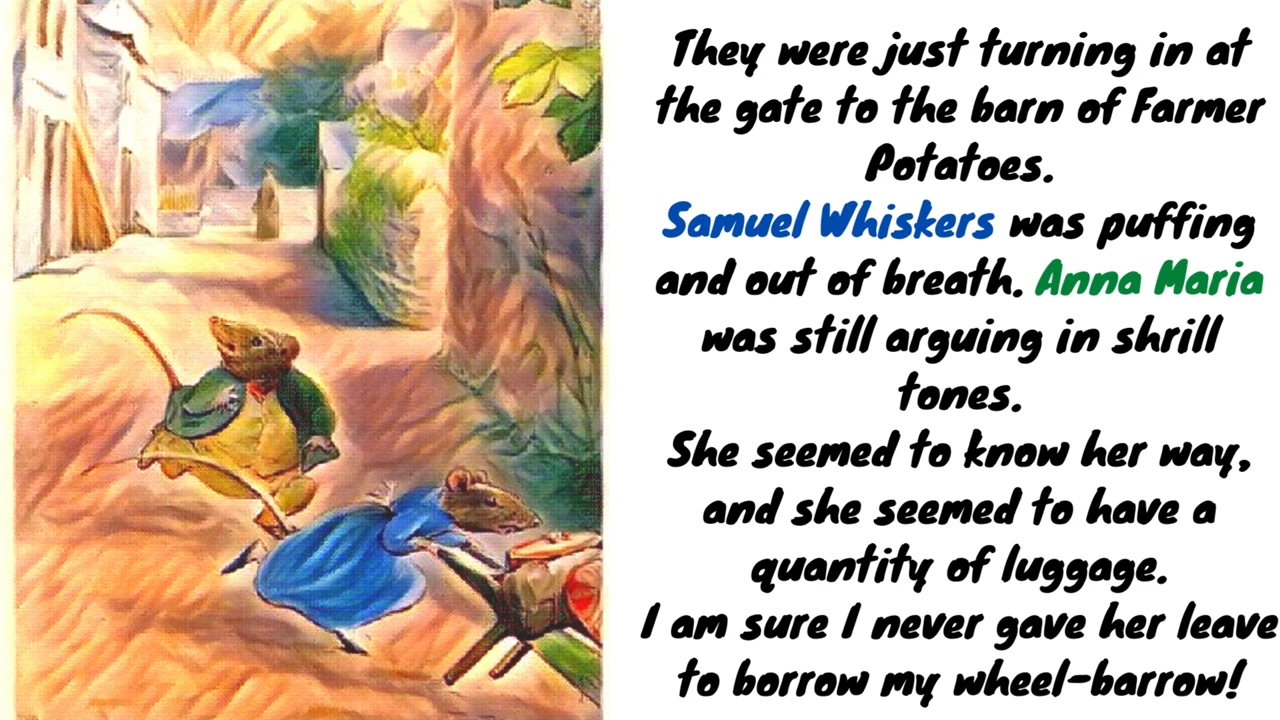 They were just turning in at
the gate to the barn of Farmer
Potatoes.
Samuel Whiskers was puffing
and out of breath. Anna Maria
was still arguing in shrill
tones.
She seemed to know her way,
and she seemed to have a
quantity of luggage.
I am sure I never gave her leave
to borrow my wheel-barrow!